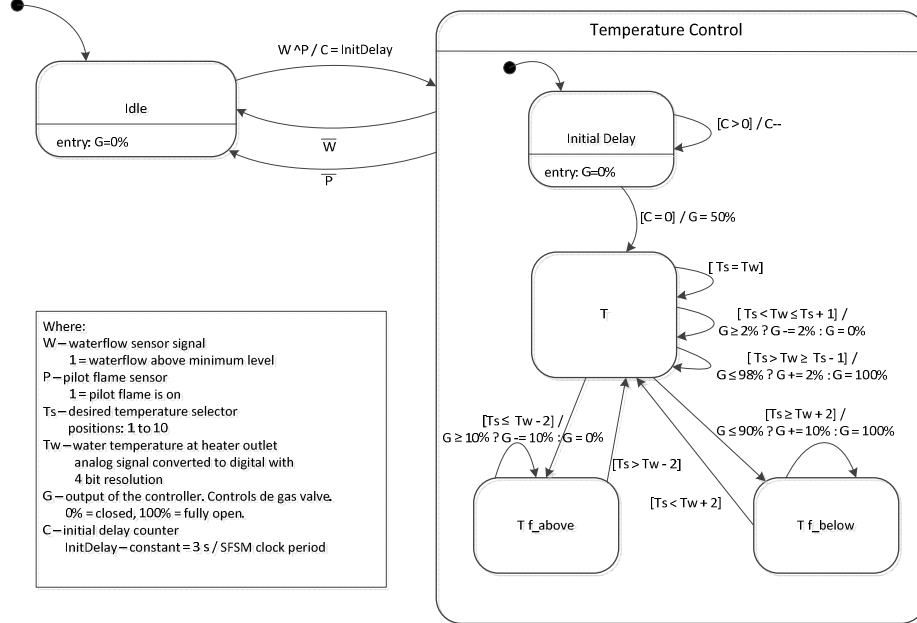 Temperature Control
W ^P / C = InitDelay
Idle
entry: G=0%
W
P
Initial Delay
entry: G=0%
[C > 0] / C--
[C = 0] / G = 50%
T
[ Ts = Tw]
[ Ts < Tw ≤ Ts + 1] /
G ≥ 2% ? G -= 2% : G = 0%
[ Ts > Tw ≥ Ts - 1] /
G ≤ 98% ? G += 2% : G = 100%
[Ts ≤ Tw - 2] /
G ≥ 10% ? G -= 10% : G = 0%
[Ts ≥ Tw + 2] /
G ≤ 90% ? G += 10% : G = 100%
[Ts > Tw - 2]
[Ts < Tw + 2]
T f_above
T f_below
Where:
W – waterflow sensor signal
1 = waterflow above minimum level
P – pilot flame sensor
1 = pilot flame is on
Ts – desired temperature selector
positions: 1 to 10
Tw – water temperature at heater outlet
analog signal converted to digital with
4 bit resolution
G – output of the controller. Controls de gas valve.
0% = closed, 100% = fully open.
C – initial delay counter
InitDelay – constant = 3 s / SFSM clock period